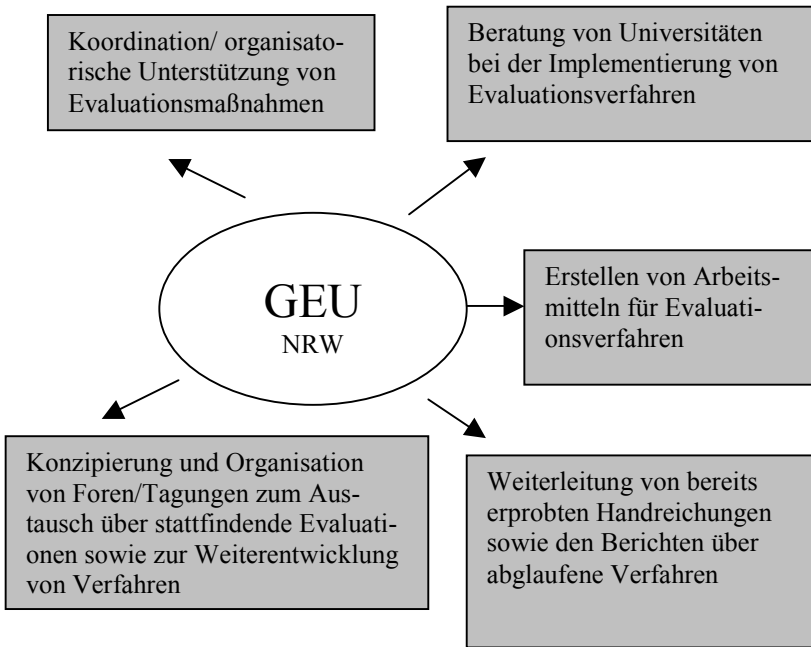 Koordination/ organisato-
rische Unterstützung von
Evaluationsmaßnahmen
Beratung von Universitäten
bei der Implementierung von
Evaluationsverfahren
GEU
NRW
Erstellen von Arbeits-
mitteln für Evaluati-
onsverfahren
Konzipierung und Organisation
von Foren/Tagungen zum Aus-
tausch über stattfindende Evaluati-
onen sowie zur Weiterentwicklung
von Verfahren
Weiterleitung von bereits
erprobten Handreichungen
sowie den Berichten über
abglaufene Verfahren